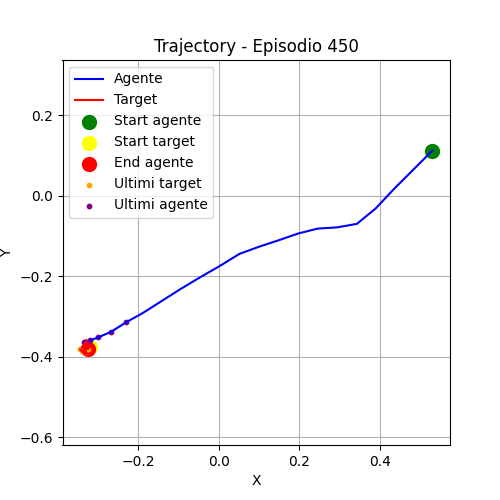 Trajectory - Episodio 450
Agente
Target
Start agente
Start target
End agente
Ultimi target
Ultimi agente
0.2
0.0
−0.2
−0.4
−0.6
Y
−0.2
0.0
0.2
0.4
X